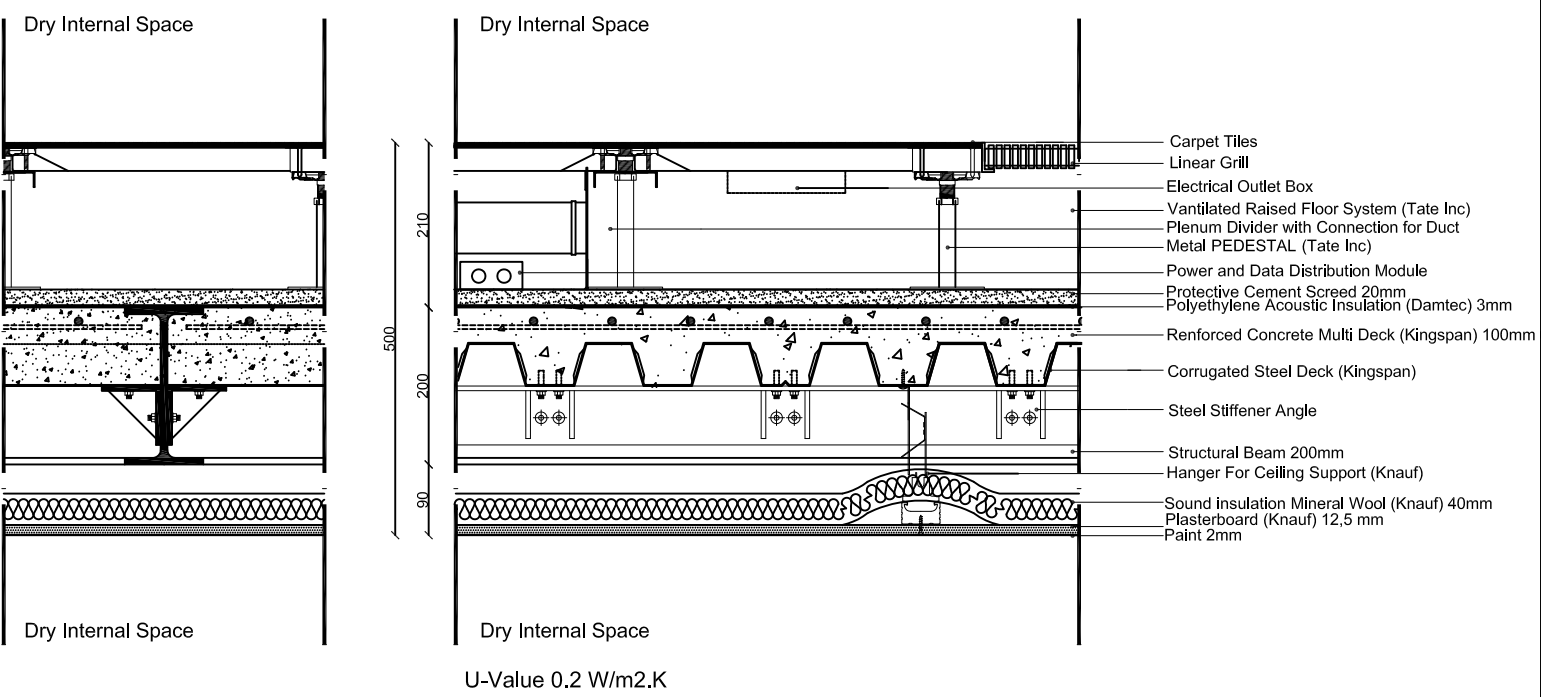 Dry Internal Space
Dry Internal Space
Carpet Tiles
Linear Grill
Electrical Outlet Box
Vantilated Raised Floor System (Tate Inc)
Plenum Divider with Connection for Duct
Metal PEDESTAL (Tate Inc)
Power and Data Distribution Module
Protective Cement Screed 20mm
Polyethylene Acoustic Insulation (Damtec) 3mm
Renforced Concrete Multi Deck (Kingspan) 100mm
Corrugated Steel Deck (Kingspan)
Steel Stiffener Angle
Structural Beam 200mm
Hanger For Ceiling Support (Knauf)
Sound insulation Mineral Wool (Knauf) 40mm
Plasterboard (Knauf) 12,5 mm
Paint 2mm
500
210
200
90
Dry Internal Space
Dry Internal Space
U-Value 0.2 W/m2.K